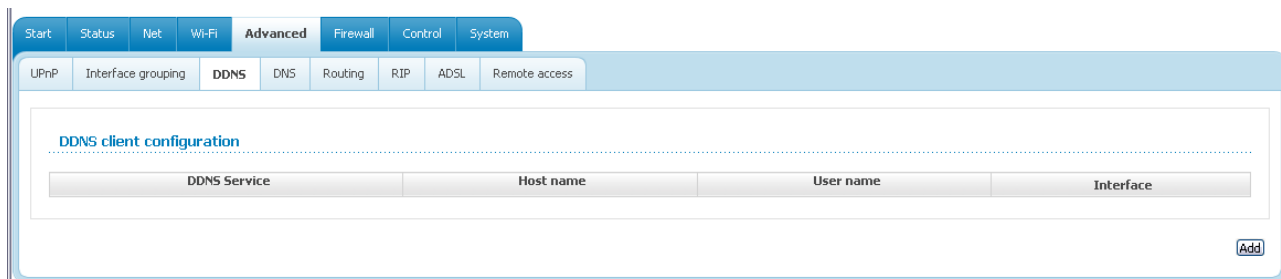 Start Status Net Wi-Fi Advanced Firewall Control System
UPnP Interface grouping DDNS DNS Routing RIP ADSL Remote access
DDNS client configuration
DDNS Service Host name User name Interface
Add